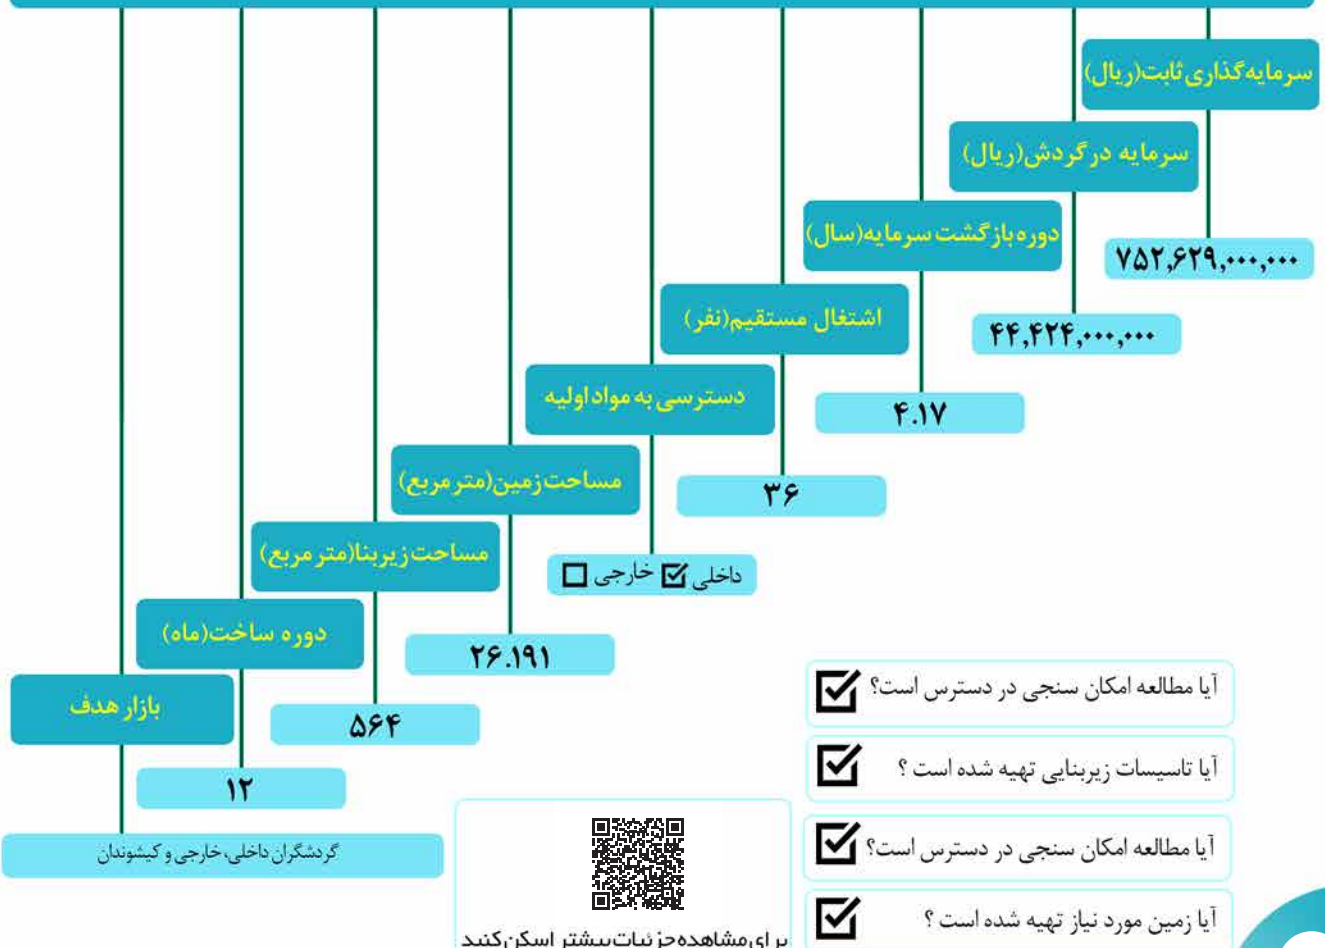 سرمایه‌گذاری ثابت(ریال)
۷۵۲,۶۲۹,۰۰۰,۰۰۰
سرمایه در گردش(ریال)
۴۴,۴۲۴,۰۰۰,۰۰۰
دوره بازگشت سرمایه(سال)
۴.۱۷
اشتغال مستقیم(نفر)
۳۶
دسترسی به مواد اولیه
داخلی ☑ خارجی ☐
مساحت زمین(متر مربع)
۲۶.۱۹۱
مساحت زیربنا(متر مربع)
۵۶۴
دوره ساخت(ماه)
۱۲
بازار هدف
گردشگران داخلی، خارجی و کیشوندان
آیا مطالعه امکان سنجی در دسترس است؟ ☑
آیا تاسیسات زیربنایی تهیه شده است ؟ ☑
آیا مطالعه امکان سنجی در دسترس است؟ ☑
آیا زمین مورد نیاز تهیه شده است ؟ ☑
برای مشاهده جزئیات بیشتر اسکن کنید